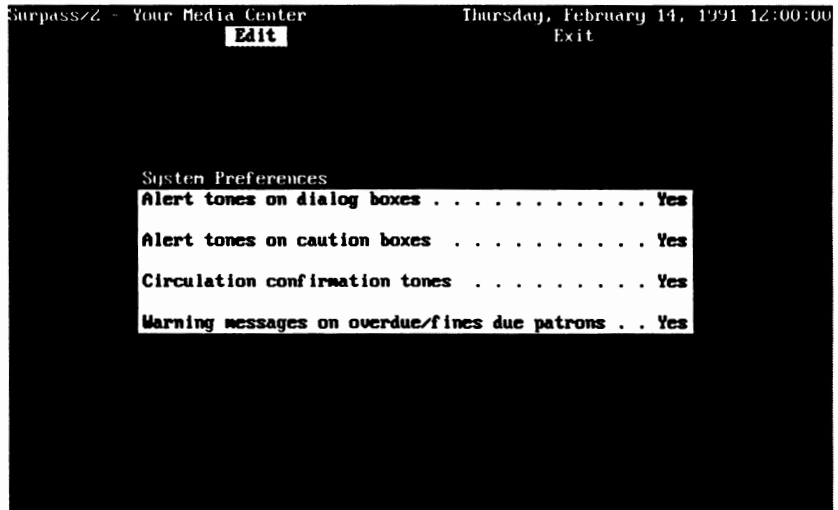 Surpass/2 - Your Media Center Thursday, February 14, 1991 12:00:00
Edit Exit
System Preferences
Alert tones on dialog boxes . . . . . . . . . . . Yes
Alert tones on caution boxes . . . . . . . . . . Yes
Circulation confirmation tones . . . . . . . . . Yes
Warning messages on overdue/fines due patrons . . Yes